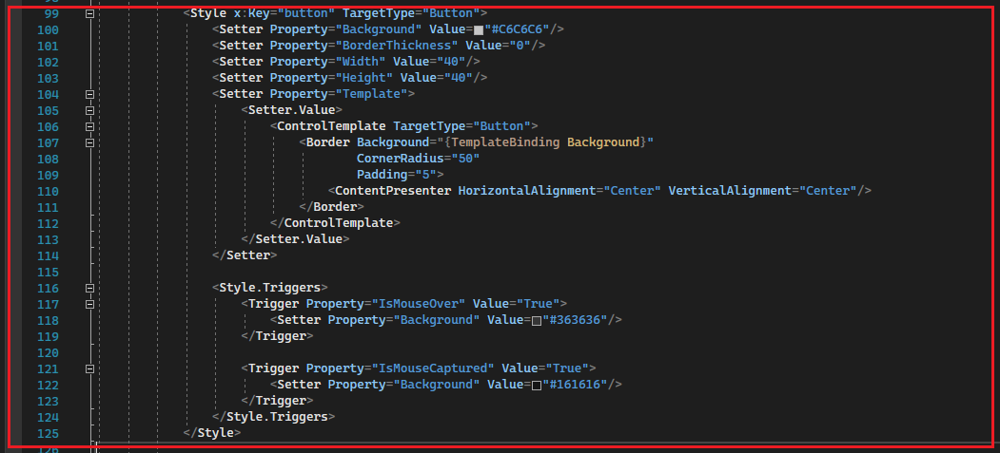 99 <Style x:Key="button" TargetType="Button">
100 <Setter Property="Background" Value="#C6C6C6"/>
101 <Setter Property="BorderThickness" Value="0"/>
102 <Setter Property="Width" Value="40"/>
103 <Setter Property="Height" Value="40"/>
104 <Setter Property="Template">
105 <Setter.Value>
106 <ControlTemplate TargetType="Button">
107 <Border Background="{TemplateBinding Background}"
108 CornerRadius="50"
109 Padding="5">
110 <ContentPresenter HorizontalAlignment="Center" VerticalAlignment="Center"/>
111 </Border>
112 </ControlTemplate>
113 </Setter.Value>
114 </Setter>
115
116 <Style.Triggers>
117 <Trigger Property="IsMouseOver" Value="True">
118 <Setter Property="Background" Value="#363636"/>
119 </Trigger>
120
121 <Trigger Property="IsMouseCaptured" Value="True">
122 <Setter Property="Background" Value="#161616"/>
123 </Trigger>
124 </Style.Triggers>
125 </Style>
126